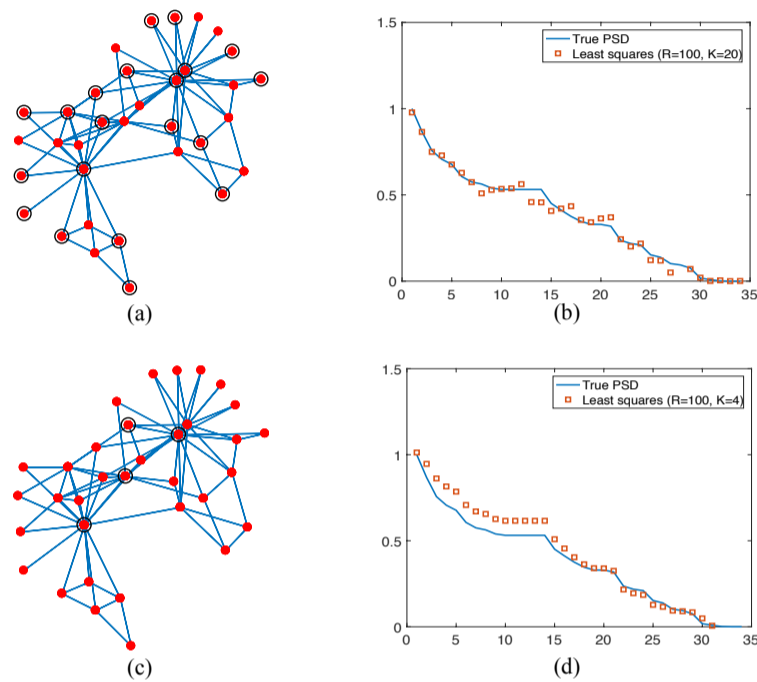 (a)
1.5
1
0.5
0
0 5 10 15 20 25 30 35
True PSD
Least squares (R=100, K=20)
(b)
(c)
1.5
1
0.5
0
0 5 10 15 20 25 30 35
True PSD
Least squares (R=100, K=4)
(d)